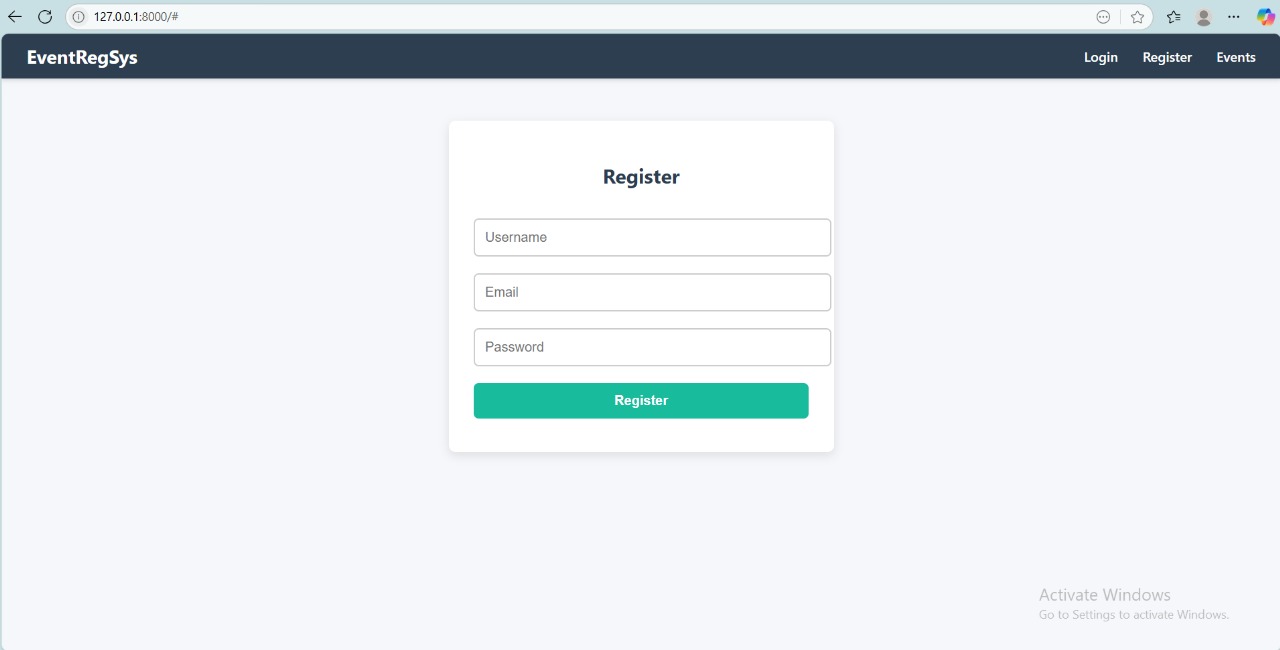 127.0.0.1:8000/#
EventRegSys
Login Register Events
Register
Username
Email
Password
Register
Activate Windows
Go to Settings to activate Windows.